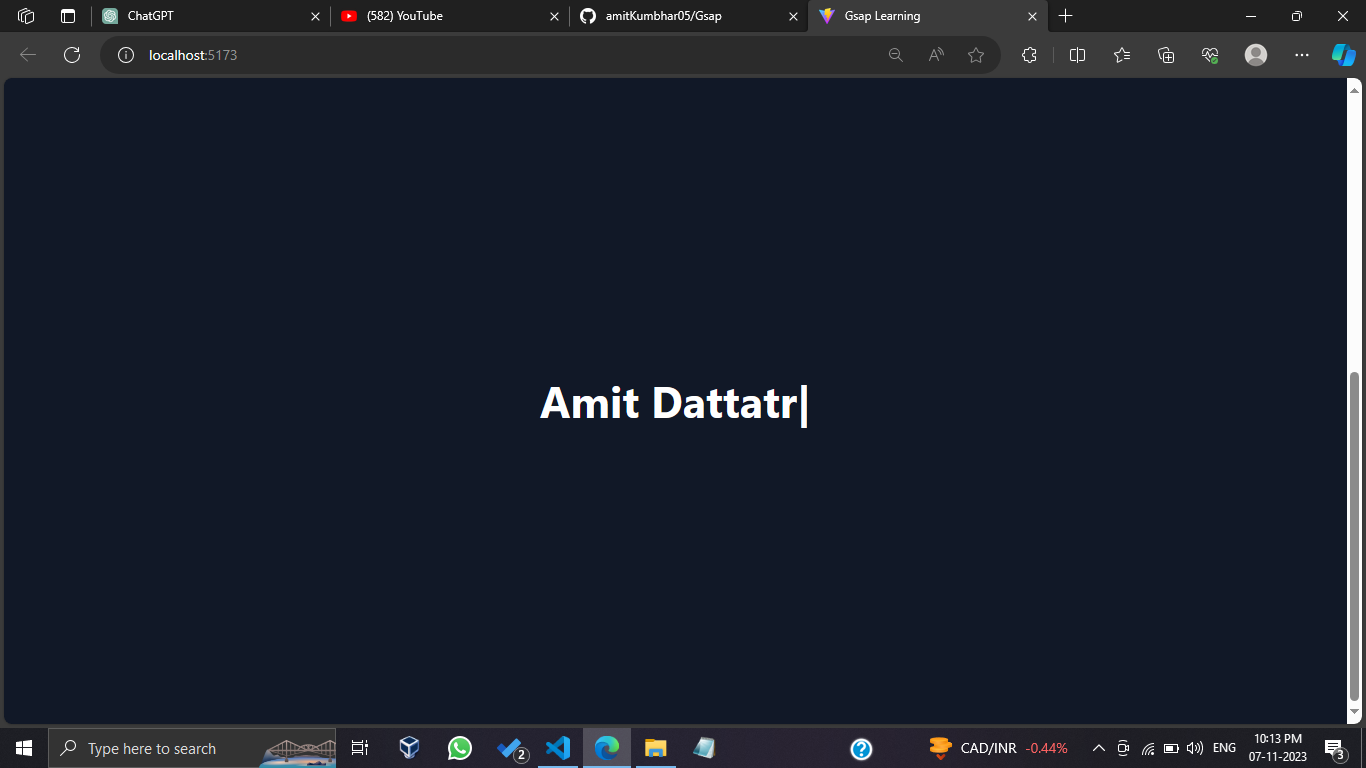 ChatGPT
(582) YouTube
amitKumbhar05/Gsap
Gsap Learning
localhost:5173
Amit Dattatr|
Type here to search
2
CAD/INR -0.44%
ENG
10:13 PM
07-11-2023
3